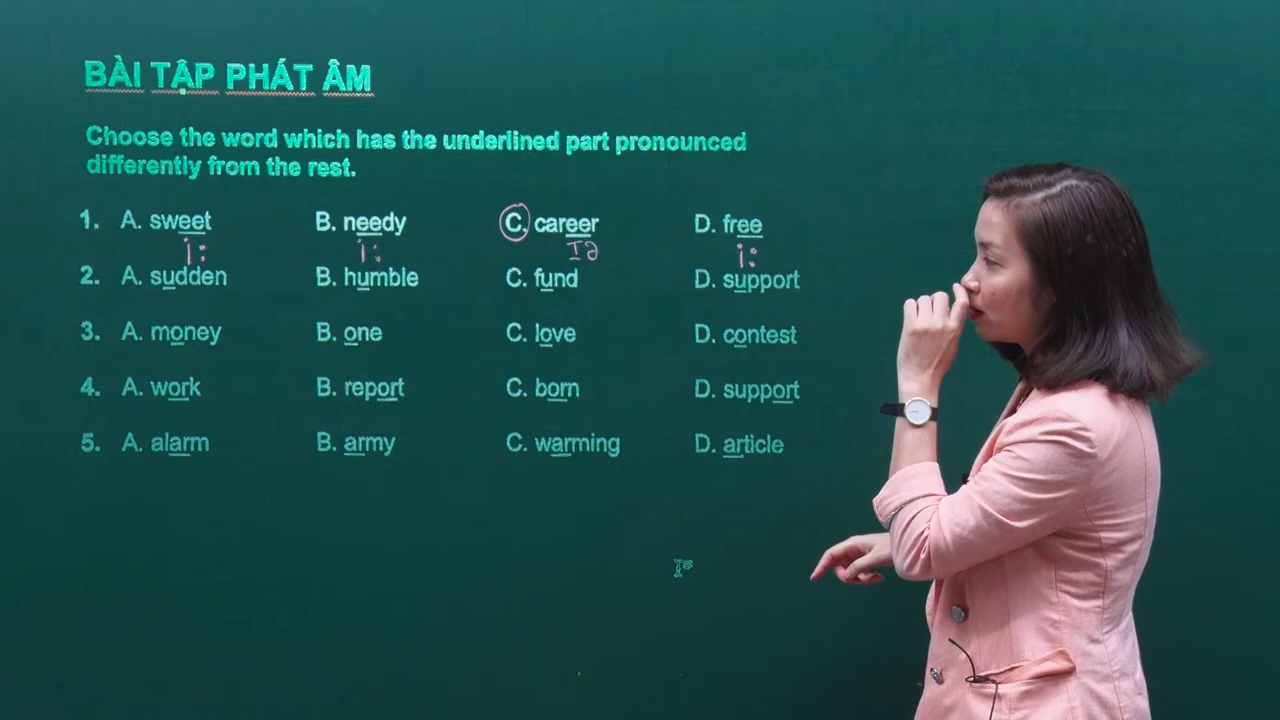 BÀI TẬP PHÁT ÂM
Choose the word which has the underlined part pronounced
differently from the rest.
1. A. sweet B. needy C. career D. free
i: i: ɪə i:
2. A. sudden B. humble C. fund D. support
3. A. money B. one C. love D. contest
4. A. work B. report C. born D. support
5. A. alarm B. army C. warming D. article